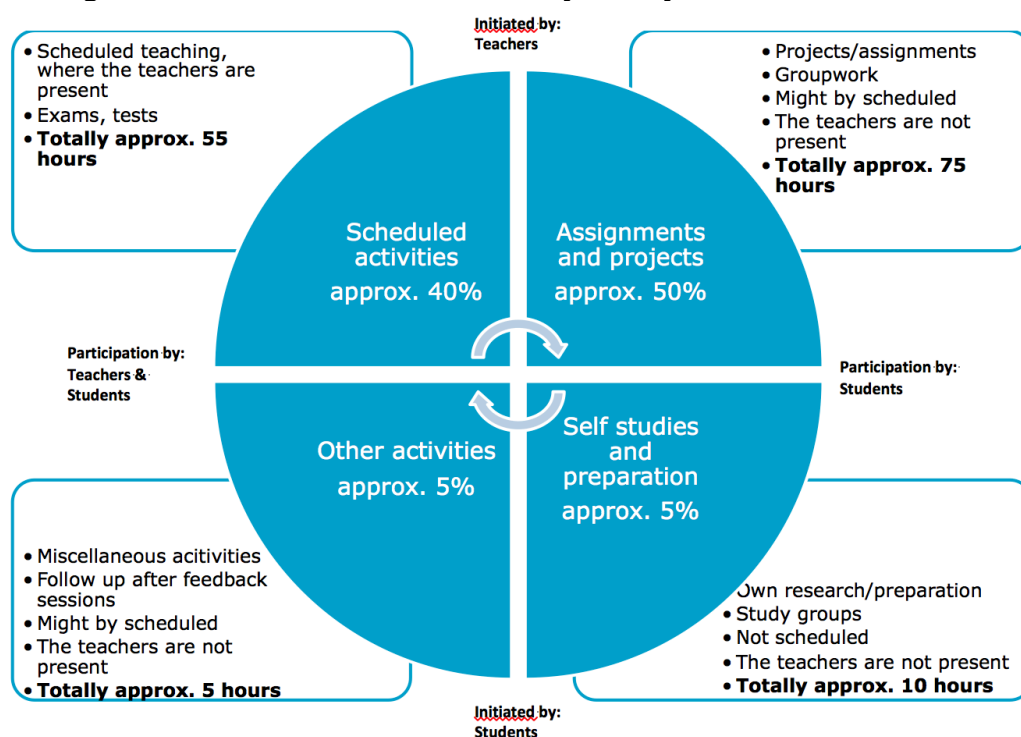 Initiated by:
Teachers
• Scheduled teaching,
where the teachers are
present
• Exams, tests
• Totally approx. 55
hours
• Projects/assignments
• Groupwork
• Might by scheduled
• The teachers are not
present
• Totally approx. 75
hours
Scheduled
activities
approx. 40%
Assignments
and projects
approx. 50%
Participation by:
Teachers &
Students
Participation by:
Students
Other activities
approx. 5%
Self studies
and
preparation
approx. 5%
• Miscellaneous acitivities
• Follow up after feedback
sessions
• Might by scheduled
• The teachers are not
present
• Totally approx. 5 hours
Own research/preparation
• Study groups
• Not scheduled
• The teachers are not present
• Totally approx. 10 hours
Initiated by:
Students